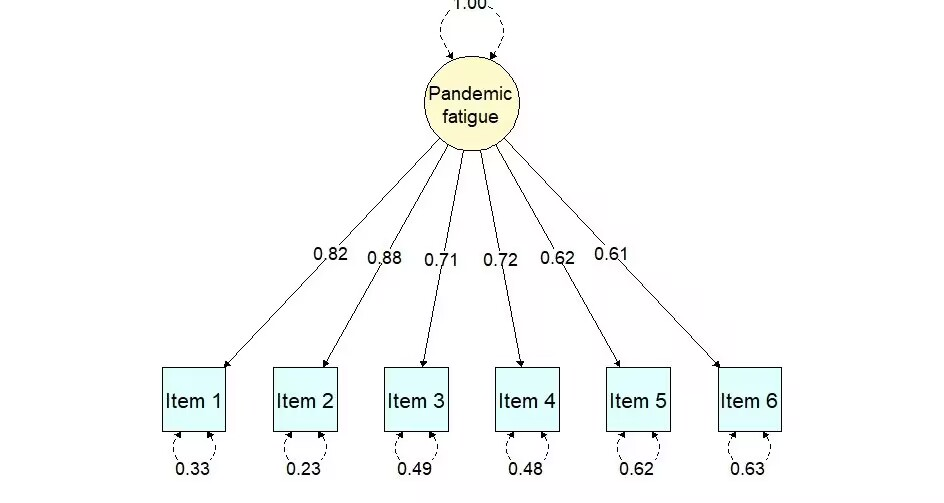 1.00
Pandemic
fatigue
0.82 0.88 0.71 0.72 0.62 0.61
Item 1 Item 2 Item 3 Item 4 Item 5 Item 6
0.33 0.23 0.49 0.48 0.62 0.63